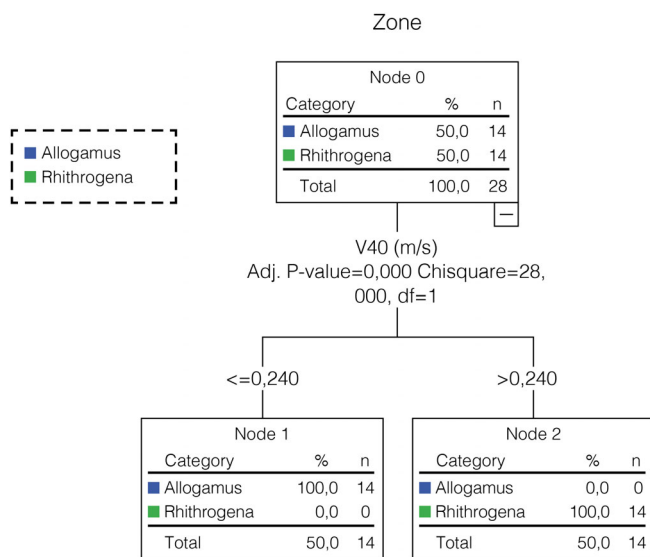 Zone
Node 0
Category % n
Allogamus 50,0 14
Rhithrogena 50,0 14
Total 100,0 28
Allogamus
Rhithrogena
V40 (m/s)
Adj. P-value=0,000 Chisquare=28,
000, df=1
<=0,240
>0,240
Node 1
Category % n
Allogamus 100,0 14
Rhithrogena 0,0 0
Total 50,0 14
Node 2
Category % n
Allogamus 0,0 0
Rhithrogena 100,0 14
Total 50,0 14